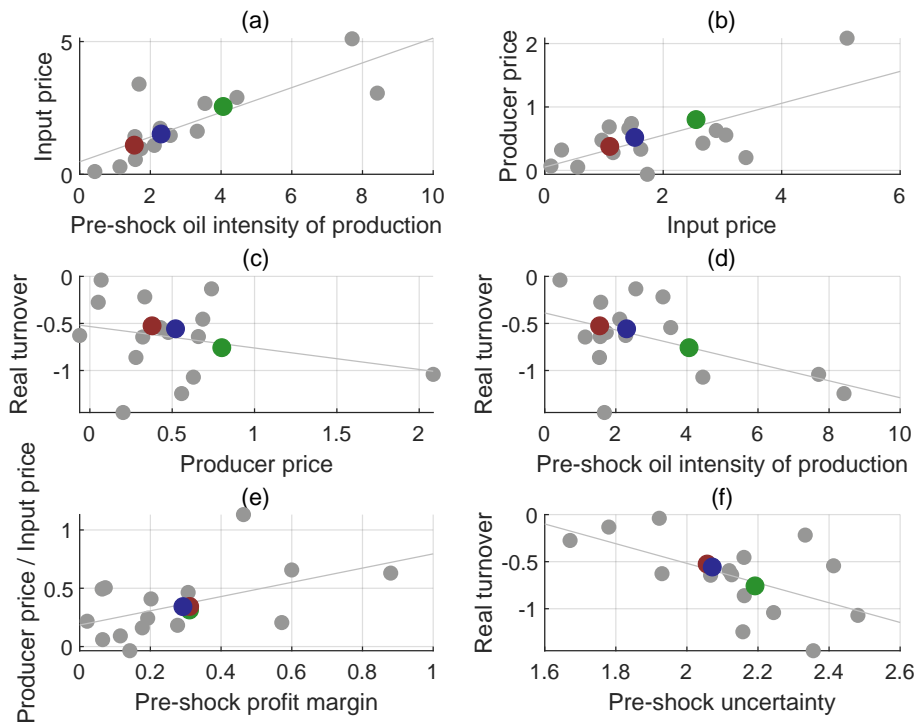 (a)
Input price
5
0
0 2 4 6 8 10
Pre-shock oil intensity of production
(b)
Producer price
2
1
0
0 2 4 6
Input price
(c)
Real turnover
0
-0.5
-1
0 0.5 1 1.5 2
Producer price
(d)
Real turnover
0
-0.5
-1
0 2 4 6 8 10
Pre-shock oil intensity of production
(e)
Producer price / Input price
1
0.5
0
0 0.2 0.4 0.6 0.8 1
Pre-shock profit margin
(f)
Real turnover
0
-0.5
-1
1.6 1.8 2 2.2 2.4 2.6
Pre-shock uncertainty